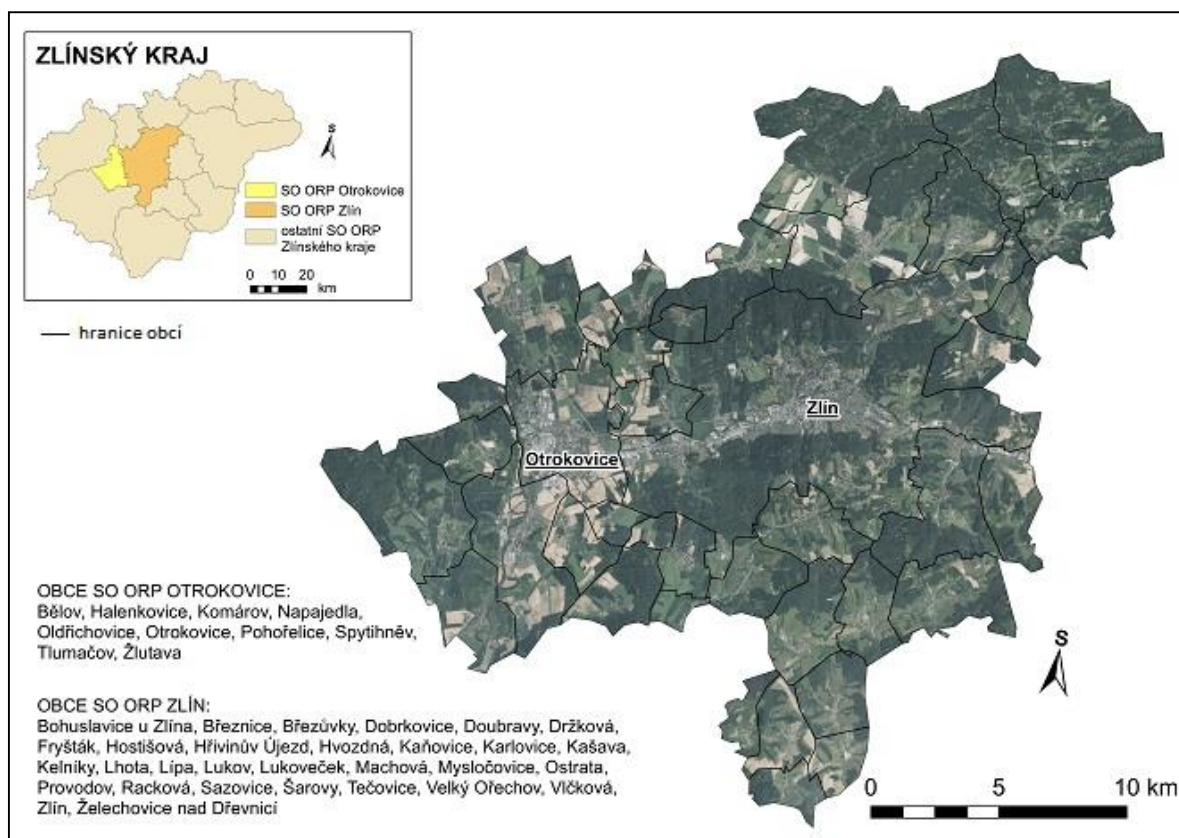 ZLÍNSKÝ KRAJ
S
SO ORP Otrokovice
SO ORP Zlín
ostatní SO ORP
Zlínského kraje
0 10 20
km
hranice obcí
Zlín
Otrokovice
OBCE SO ORP OTROKOVICE:
Bělov, Halenkovice, Komárov, Napajedla,
Oldřichovice, Otrokovice, Pohořelice, Spytihněv,
Tlumačov, Žlutava
OBCE SO ORP ZLÍN:
Bohuslavice u Zlína, Březnice, Březůvky, Dobrkovice, Doubravy, Držková,
Fryšták, Hostišová, Hřivinův Újezd, Hvozdná, Kaňovice, Karlovice, Kašava,
Kelníky, Lhota, Lípa, Lukov, Lukoveček, Machová, Mysločovice, Ostrata,
Provodov, Racková, Sazovice, Šarovy, Tečovice, Velký Ořechov, Vlčková,
Zlín, Želechovice nad Dřevnicí
S
0 5 10 km